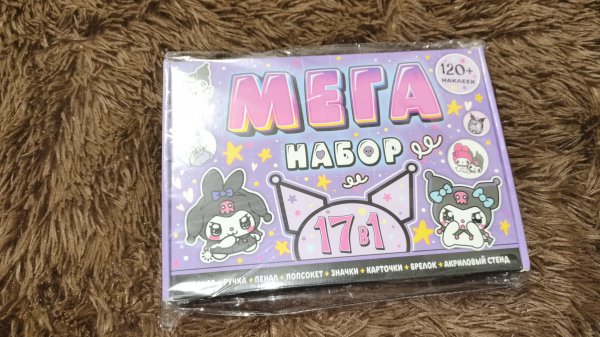 120+
НАКЛЕЕК
МЕГА
НАБОР
17 В 1
РУЧКА + ПЕНАЛ + ПОПСОКЕТ + ЗНАЧКИ + КАРТОЧКИ + БРЕЛОК + АКРИЛОВЫЙ СТЕНД